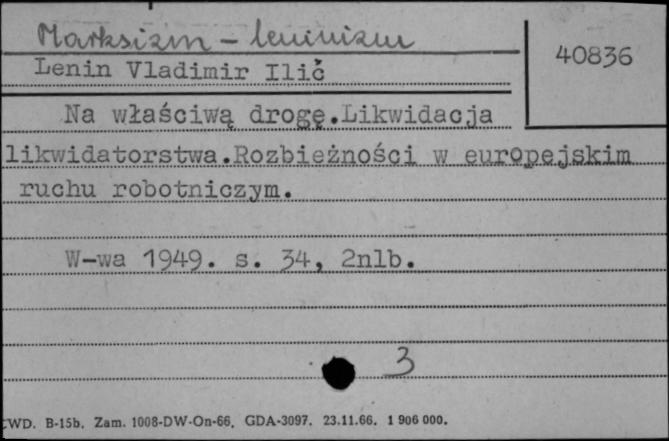 Marksizm - leninizm
40836
Lenin Vladimir Ilič
Na właściwą drogę.Likwidacja
likwidatorstwa.Rozbieżności w europejskim
ruchu robotniczym.
W-wa 1949. s. 34, 2nlb.
3
CWD. B-15b. Zam. 1008-DW-On-66. GDA-3097. 23.11.66. 1 906 000.